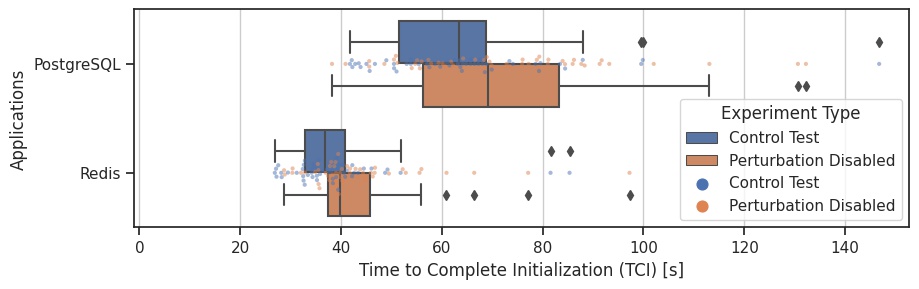 Applications
PostgreSQL
Redis
Experiment Type
Control Test
Perturbation Disabled
Control Test
Perturbation Disabled
0 20 40 60 80 100 120 140
Time to Complete Initialization (TCI) [s]